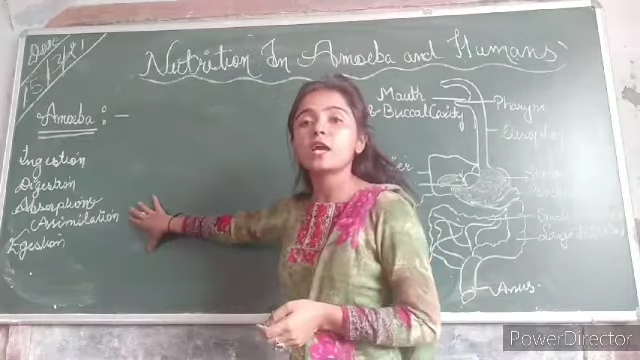 Date
15/3/21
Nutrition In Amoeba and Humans
Amoeba :-
Ingestion
Digestion
Absorptions
Assimilation
Egestion
Mouth
& Buccal Cavity
Pharynx
Small
Large
Anus.
PowerDirector